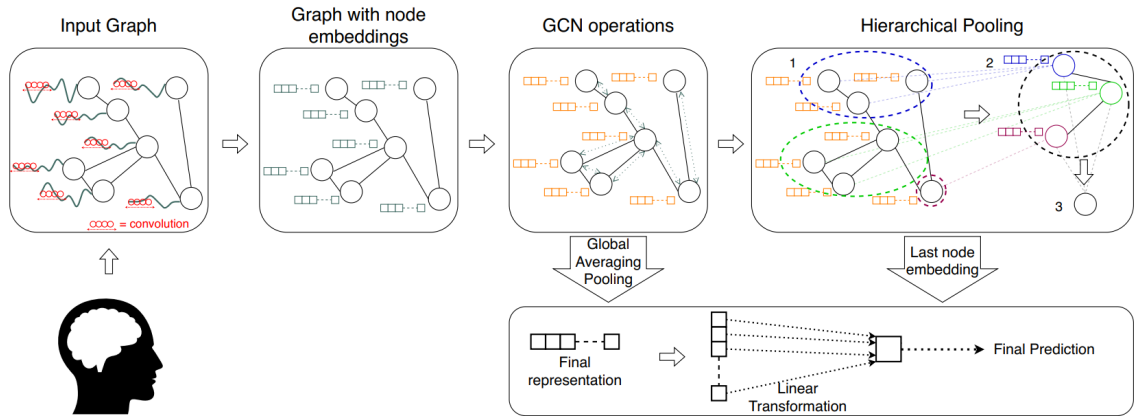 Input Graph
Graph with node
embeddings
GCN operations
Hierarchical Pooling
1
2
3
= convolution
Global
Averaging
Pooling
Last node
embedding
Final
representation
Linear
Transformation
Final Prediction